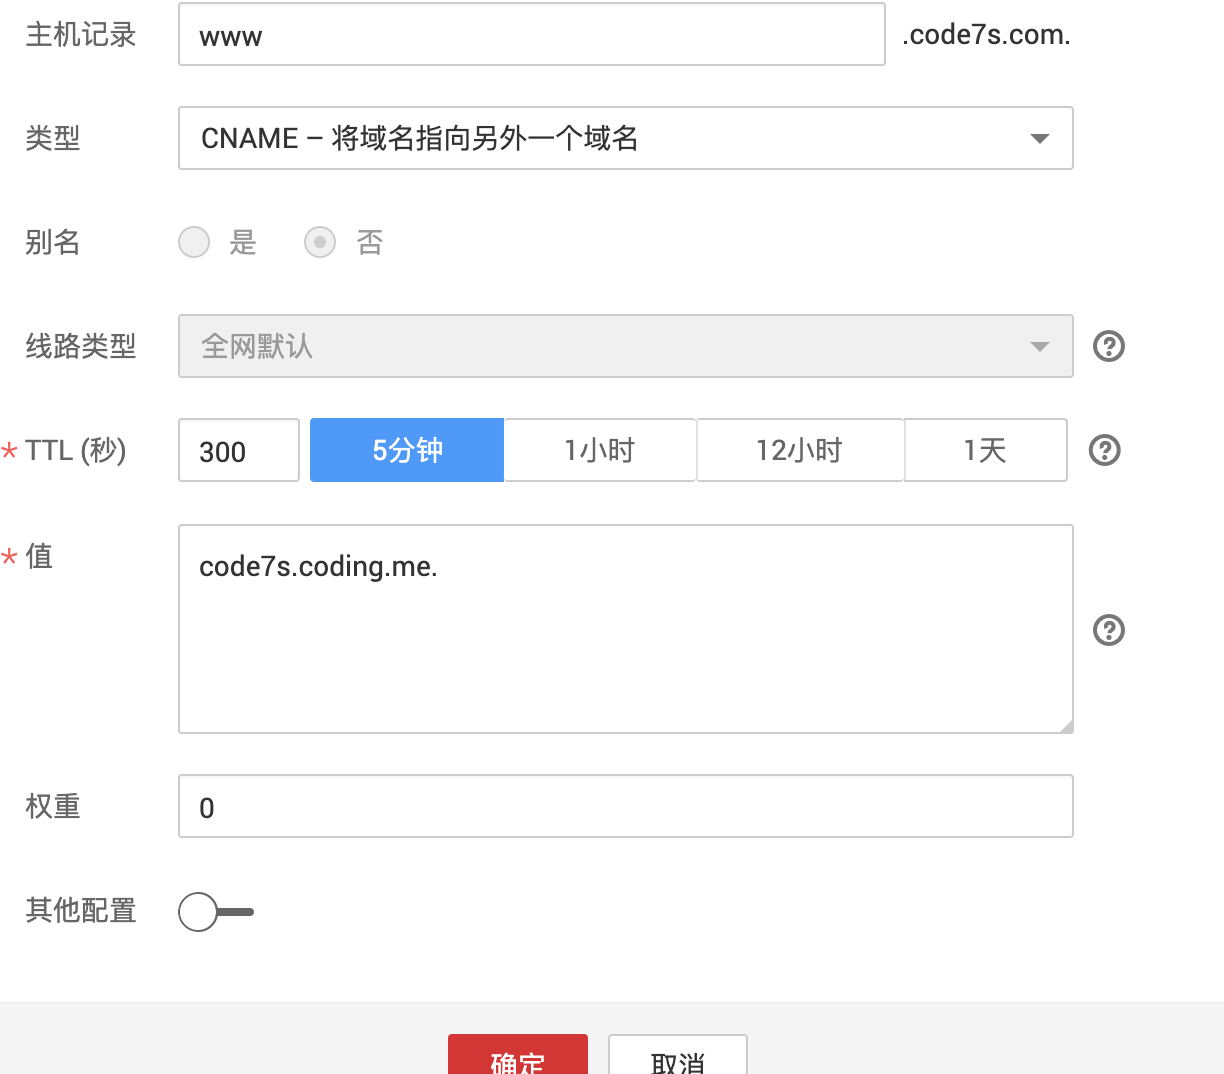 主机记录 www .code7s.com.
类型 CNAME – 将域名指向另外一个域名
别名 是 否
线路类型 全网默认 ?
* TTL (秒) 300 5分钟 1小时 12小时 1天 ?
* 值 code7s.coding.me. ?
权重 0
其他配置
确定 取消